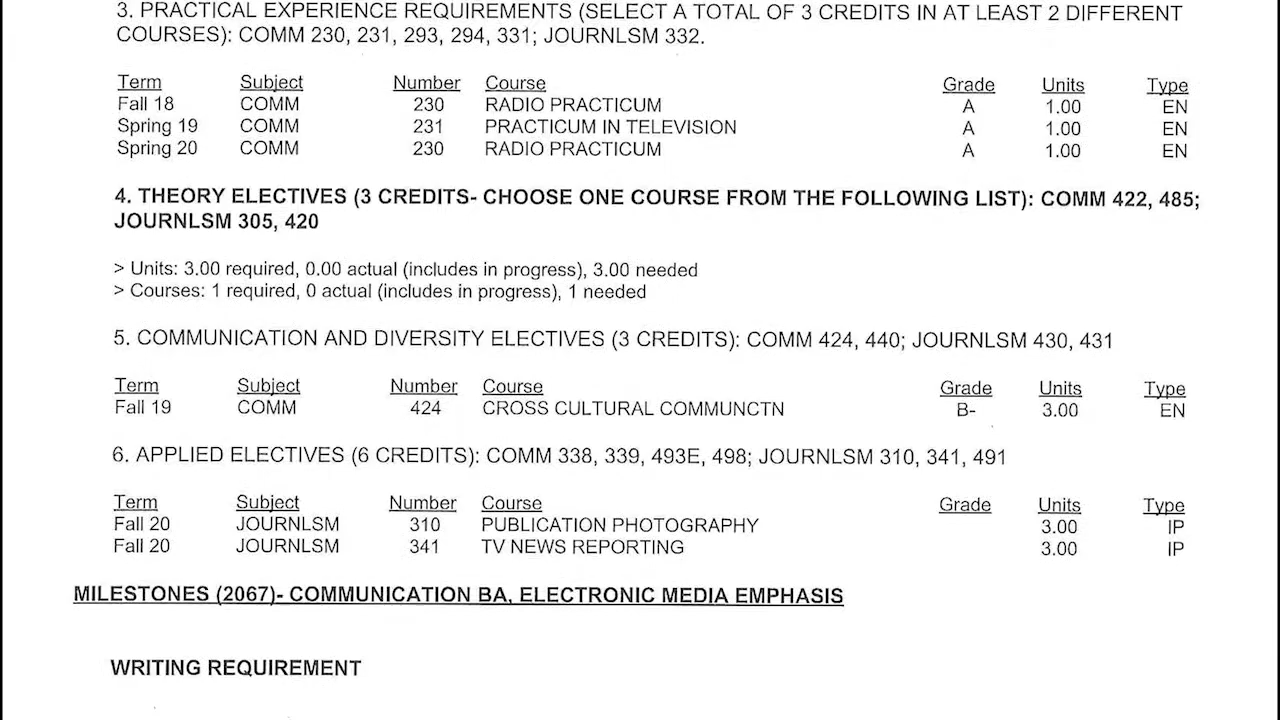 3. PRACTICAL EXPERIENCE REQUIREMENTS (SELECT A TOTAL OF 3 CREDITS IN AT LEAST 2 DIFFERENT
COURSES): COMM 230, 231, 293, 294, 331; JOURNLSM 332.
Term Subject Number Course Grade Units Type
Fall 18 COMM 230 RADIO PRACTICUM A 1.00 EN
Spring 19 COMM 231 PRACTICUM IN TELEVISION A 1.00 EN
Spring 20 COMM 230 RADIO PRACTICUM A 1.00 EN
4. THEORY ELECTIVES (3 CREDITS- CHOOSE ONE COURSE FROM THE FOLLOWING LIST): COMM 422, 485;
JOURNLSM 305, 420
> Units: 3.00 required, 0.00 actual (includes in progress), 3.00 needed
> Courses: 1 required, 0 actual (includes in progress), 1 needed
5. COMMUNICATION AND DIVERSITY ELECTIVES (3 CREDITS): COMM 424, 440; JOURNLSM 430, 431
Term Subject Number Course Grade Units Type
Fall 19 COMM 424 CROSS CULTURAL COMMUNCTN B- 3.00 EN
6. APPLIED ELECTIVES (6 CREDITS): COMM 338, 339, 493E, 498; JOURNLSM 310, 341, 491
Term Subject Number Course Grade Units Type
Fall 20 JOURNLSM 310 PUBLICATION PHOTOGRAPHY 3.00 IP
Fall 20 JOURNLSM 341 TV NEWS REPORTING 3.00 IP
MILESTONES (2067)- COMMUNICATION BA, ELECTRONIC MEDIA EMPHASIS
WRITING REQUIREMENT